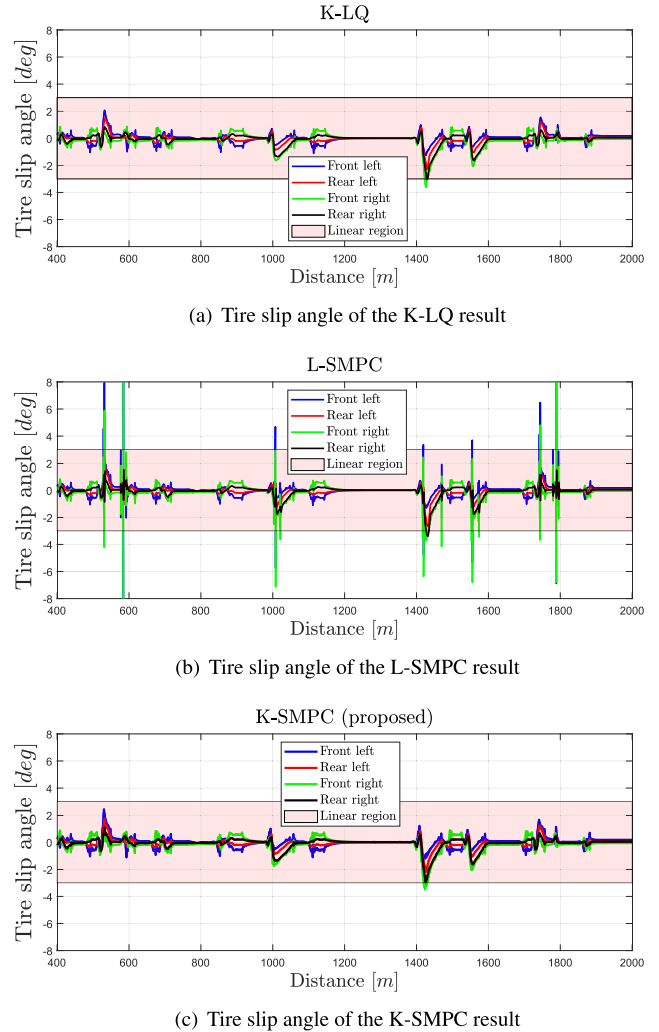 K-LQ
Tire slip angle [deg]
8
6
4
2
0
-2
-4
-6
-8
Front left
Rear left
Front right
Rear right
Linear region
400 600 800 1000 1200 1400 1600 1800 2000
Distance [m]
(a) Tire slip angle of the K-LQ result
L-SMPC
Tire slip angle [deg]
8
6
4
2
0
-2
-4
-6
-8
Front left
Rear left
Front right
Rear right
Linear region
400 600 800 1000 1200 1400 1600 1800 2000
Distance [m]
(b) Tire slip angle of the L-SMPC result
K-SMPC (proposed)
Tire slip angle [deg]
8
6
4
2
0
-2
-4
-6
-8
Front left
Rear left
Front right
Rear right
Linear region
400 600 800 1000 1200 1400 1600 1800 2000
Distance [m]
(c) Tire slip angle of the K-SMPC result